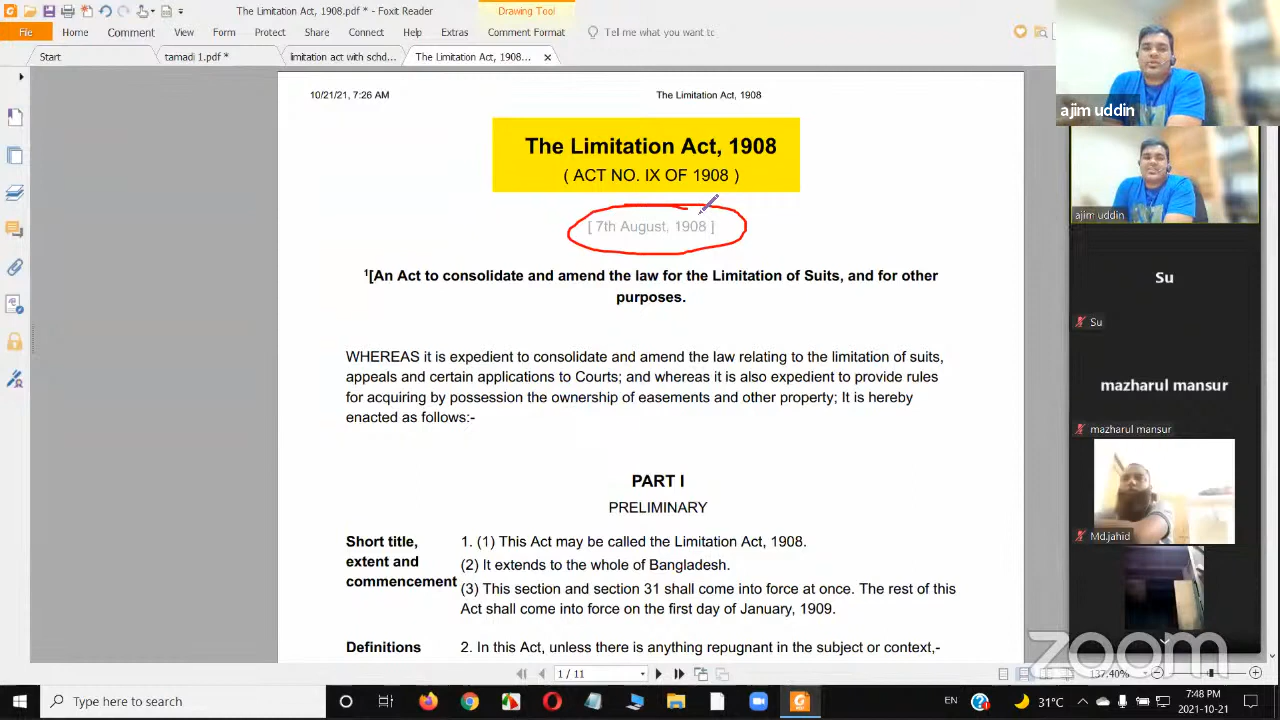 The Limitation Act, 1908.pdf * - Foxit Reader
Drawing Tool
File
Home
Comment
View
Form
Protect
Share
Connect
Help
Extras
Comment Format
Tell me what you want to
Start
tamadi 1.pdf *
limitation act with schd...
The Limitation Act, 1908...
10/21/21, 7:26 AM
The Limitation Act, 1908
The Limitation Act, 1908
( ACT NO. IX OF 1908 )
[ 7th August, 1908 ]
1[An Act to consolidate and amend the law for the Limitation of Suits, and for other
purposes.
WHEREAS it is expedient to consolidate and amend the law relating to the limitation of suits,
appeals and certain applications to Courts; and whereas it is also expedient to provide rules
for acquiring by possession the ownership of easements and other property; It is hereby
enacted as follows:-
PART I
PRELIMINARY
Short title,
extent and
commencement
1. (1) This Act may be called the Limitation Act, 1908.
(2) It extends to the whole of Bangladesh.
(3) This section and section 31 shall come into force at once. The rest of this
Act shall come into force on the first day of January, 1909.
Definitions
2. In this Act, unless there is anything repugnant in the subject or context,-
ajim uddin
ajim uddin
Su
Su
mazharul mansur
mazharul mansur
Md.jahid
zoom
1 / 11
137.40%
Type here to search
EN
31°C
7:48 PM
2021-10-21